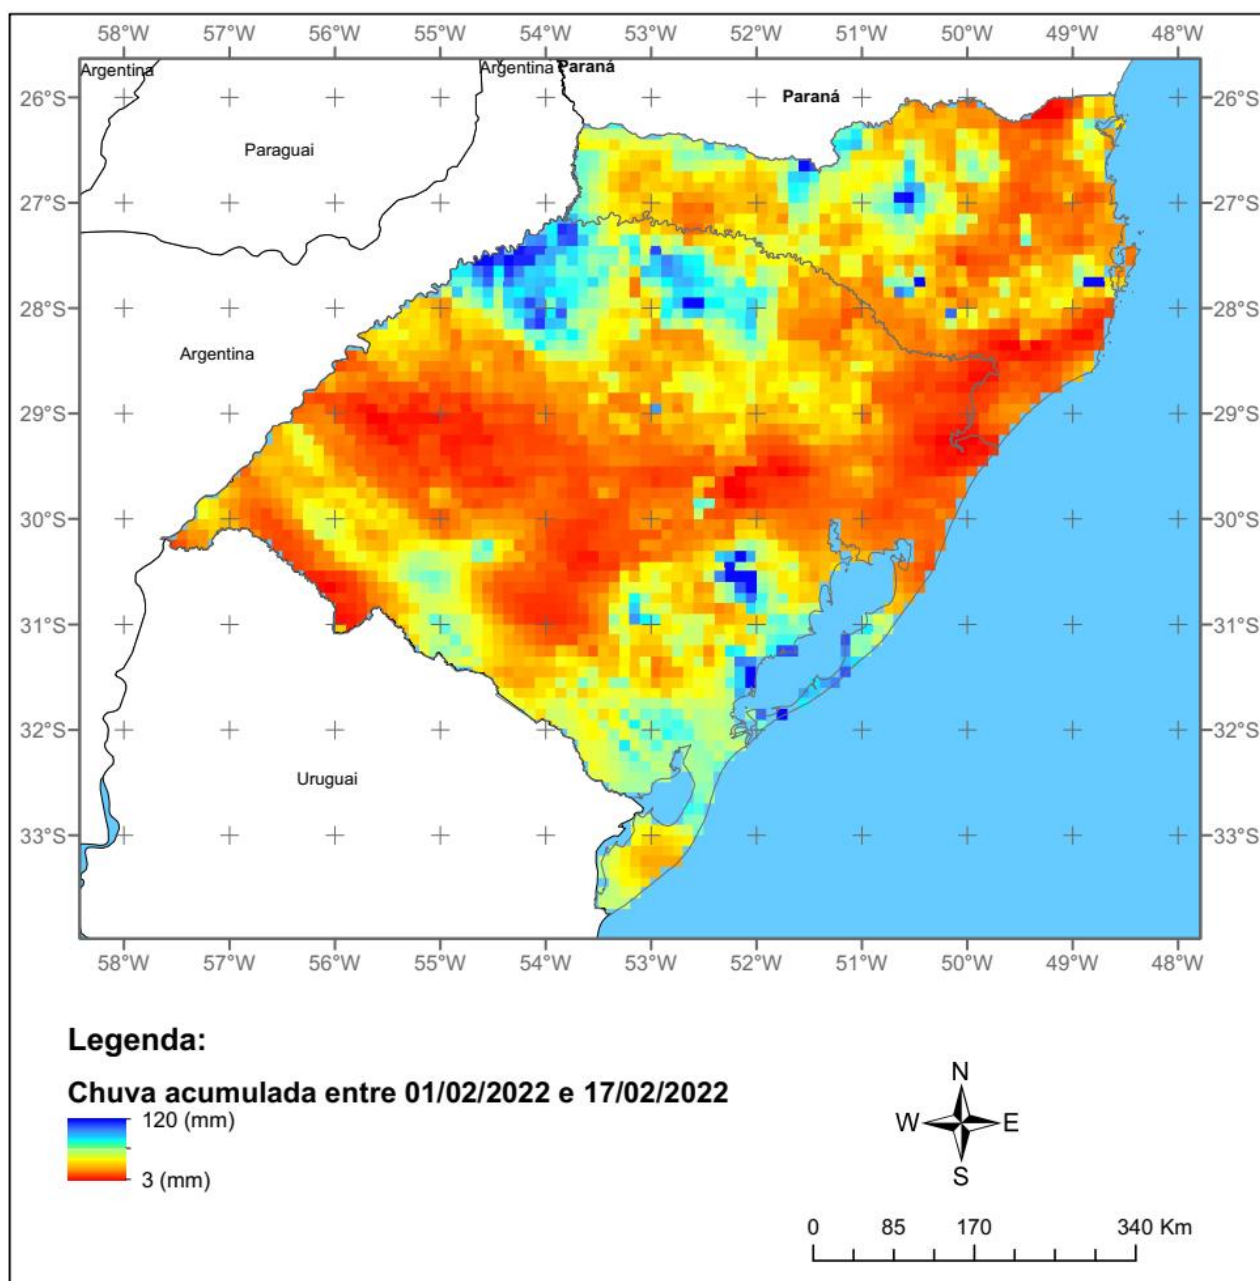 58°W 57°W 56°W 55°W 54°W 53°W 52°W 51°W 50°W 49°W 48°W
Argentina Argentina Paraná
26°S Paraná 26°S
Paraguai
27°S 27°S
28°S 28°S
Argentina
29°S 29°S
30°S 30°S
31°S 31°S
32°S 32°S
Uruguai
33°S 33°S
58°W 57°W 56°W 55°W 54°W 53°W 52°W 51°W 50°W 49°W 48°W
Legenda:
Chuva acumulada entre 01/02/2022 e 17/02/2022
120 (mm)
3 (mm)
N
W E
S
0 85 170 340 Km